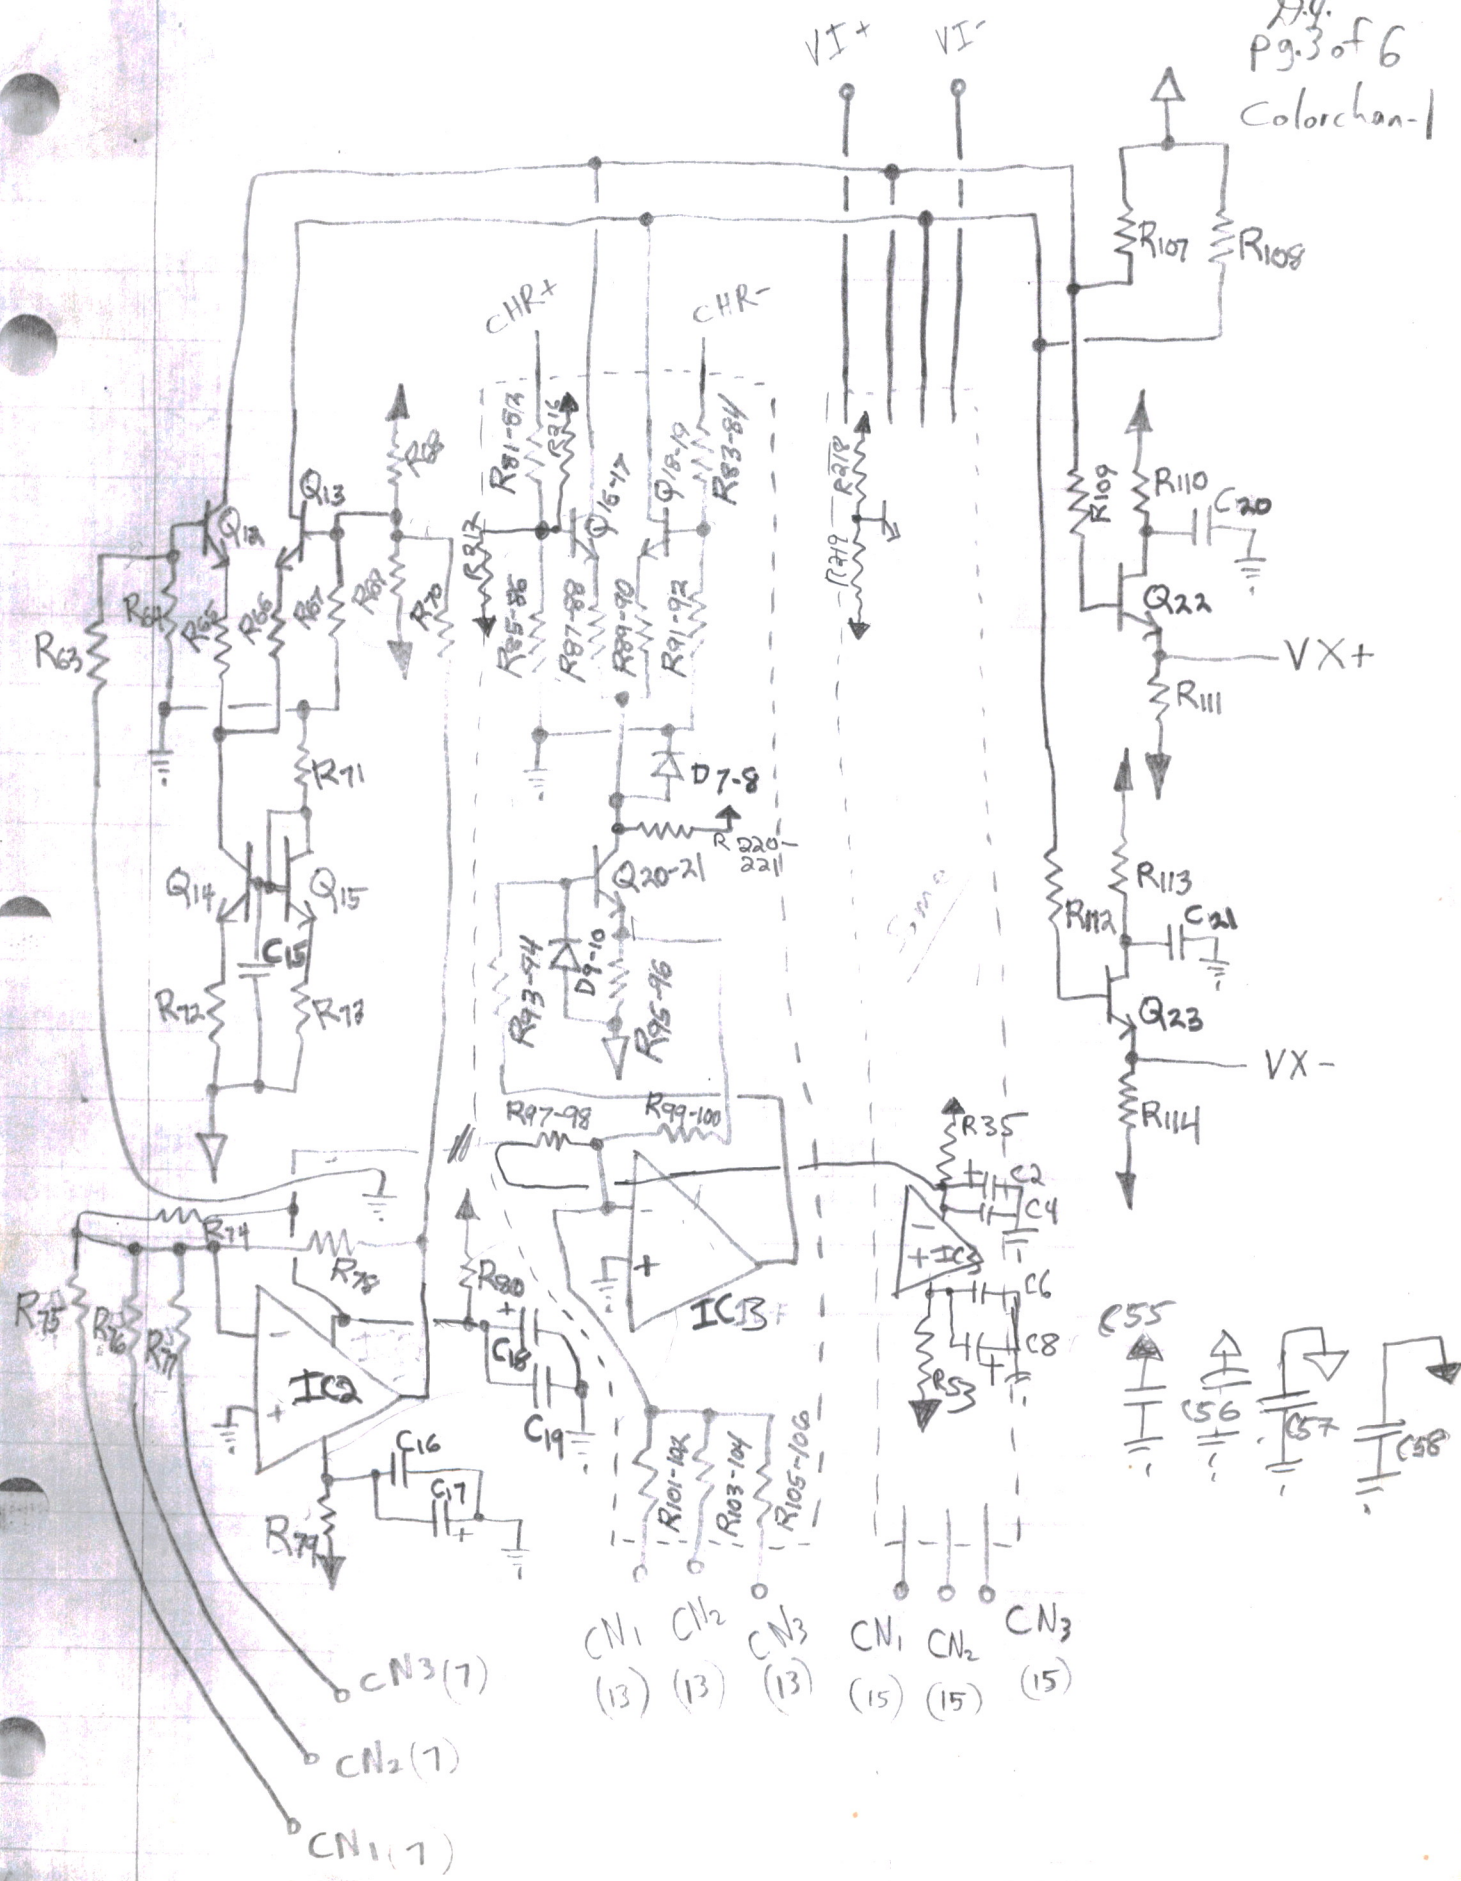 pg.3 of 6
Colorchan-1
VI+
VI-
CHR+
CHR-
R107
R108
R68
R81-82
R216
Q16-17
Q18-19
R83-84
R218
R109
R110
C20
Q12
Q13
R217
R219
R63
R64
R65
R66
R67
R69
R70
R85-86
R87-88
R89-90
R91-92
Q22
VX+
R111
R71
D7-8
R220-
221
Q14
Q15
Q20-21
Same
R113
R112
C21
C15
R93-94
D9-10
R95-96
R72
R73
Q23
VX-
R97-98
R99-100
R35
R114
C2
C4
R74
R78
R80
IC3
IC3
C6
C8
R75
R76
R77
C18
C19
IC2
R53
C55
C56
C57
C58
C16
C17
R79
R101-102
R103-104
R105-106
CN1
CN2
CN3
CN1
CN2
CN3
(13)
(13)
(13)
(15)
(15)
(15)
CN3(7)
CN2(7)
CN1(7)